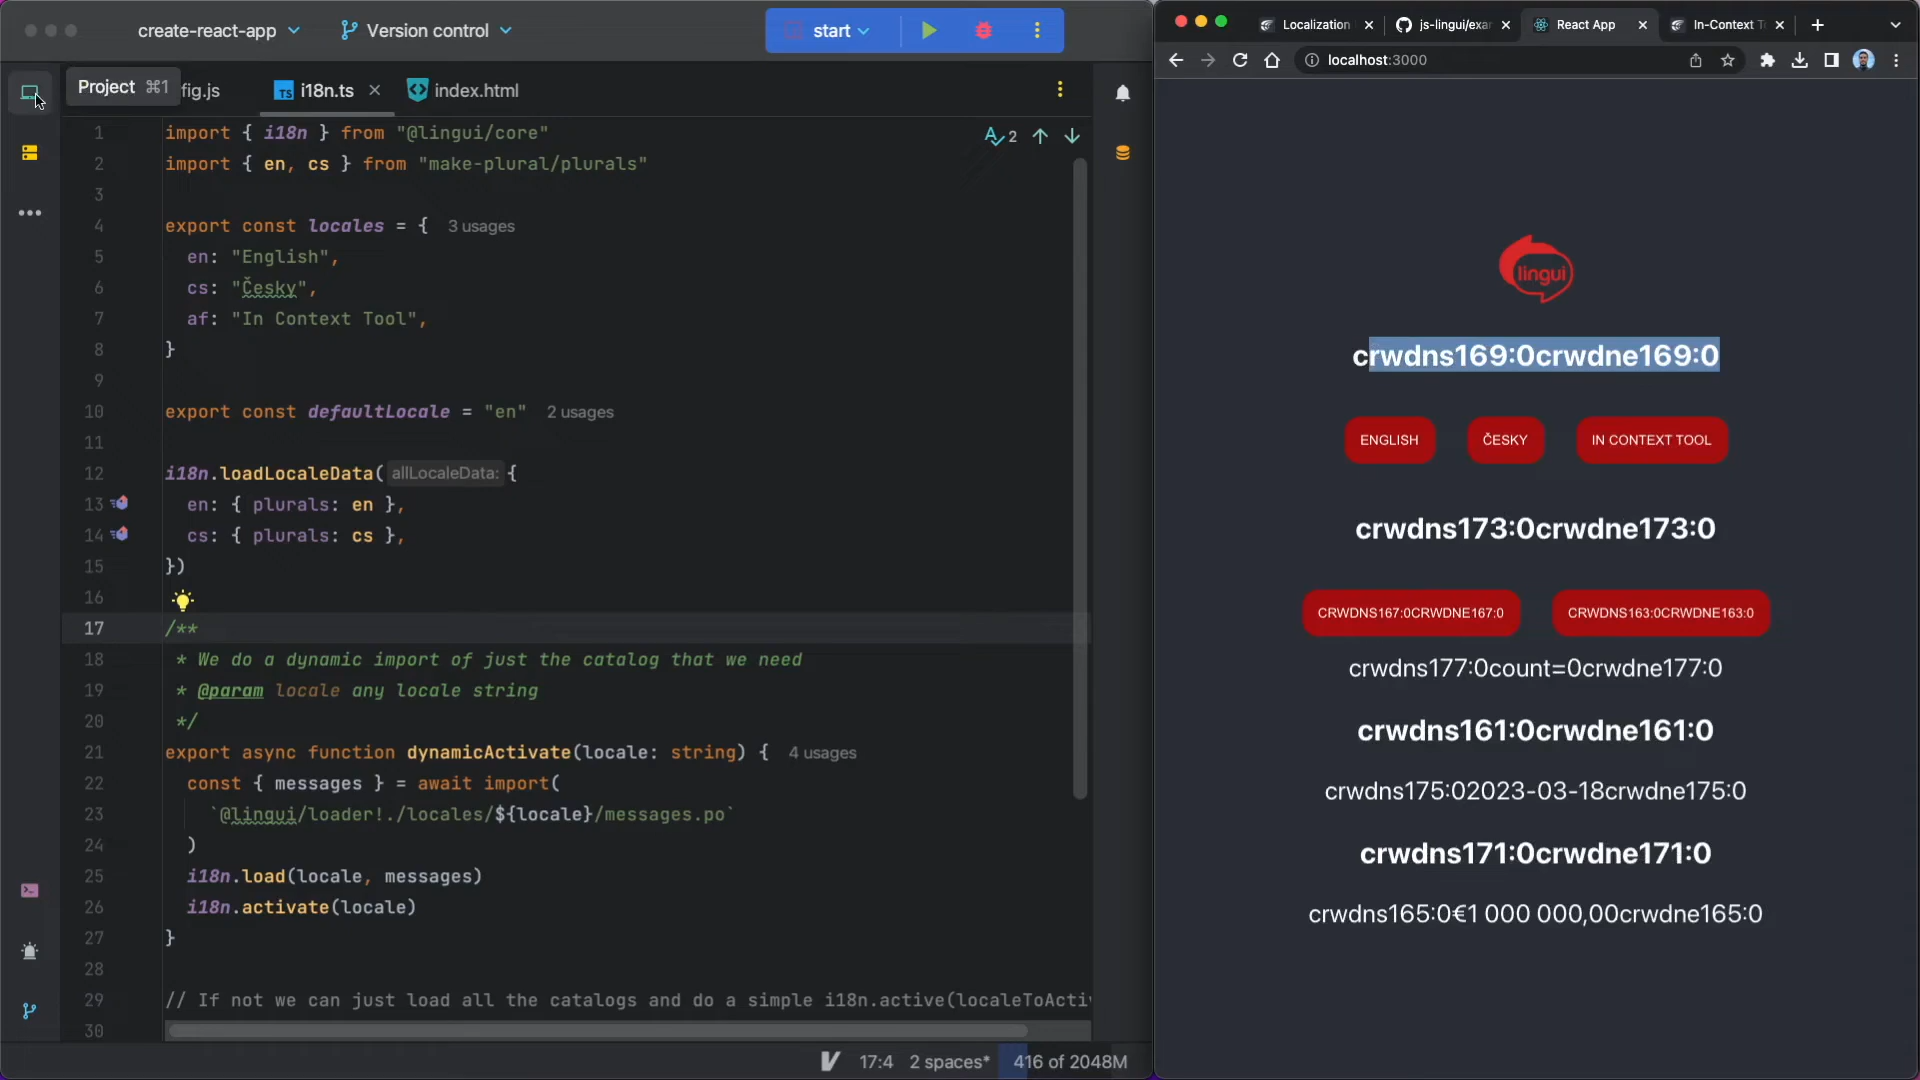 create-react-app
Version control
start
Project ⌘1
fig.js
i18n.ts
index.html
2
1 import { i18n } from "@lingui/core"
2 import { en, cs } from "make-plural/plurals"
3
4 export const locales = { 3 usages
5 en: "English",
6 cs: "Česky",
7 af: "In Context Tool",
8 }
9
10 export const defaultLocale = "en" 2 usages
11
12 i18n.loadLocaleData( allLocaleData: {
13 en: { plurals: en },
14 cs: { plurals: cs },
15 })
16
17 /**
18 * We do a dynamic import of just the catalog that we need
19 * @param locale any locale string
20 */
21 export async function dynamicActivate(locale: string) { 4 usages
22 const { messages } = await import(
23 `@lingui/loader!./locales/${locale}/messages.po`
24 )
25 i18n.load(locale, messages)
26 i18n.activate(locale)
27 }
28
29 // If not we can just load all the catalogs and do a simple i18n.active(localeToActiv
30
17:4 2 spaces* 416 of 2048M
Localization
js-lingui/exar
React App
In-Context T
localhost:3000
lingui
crwdns169:0crwdne169:0
ENGLISH
ČESKY
IN CONTEXT TOOL
crwdns173:0crwdne173:0
CRWDNS167:0CRWDNE167:0
CRWDNS163:0CRWDNE163:0
crwdns177:0count=0crwdne177:0
crwdns161:0crwdne161:0
crwdns175:02023-03-18crwdne175:0
crwdns171:0crwdne171:0
crwdns165:0€1 000 000,00crwdne165:0